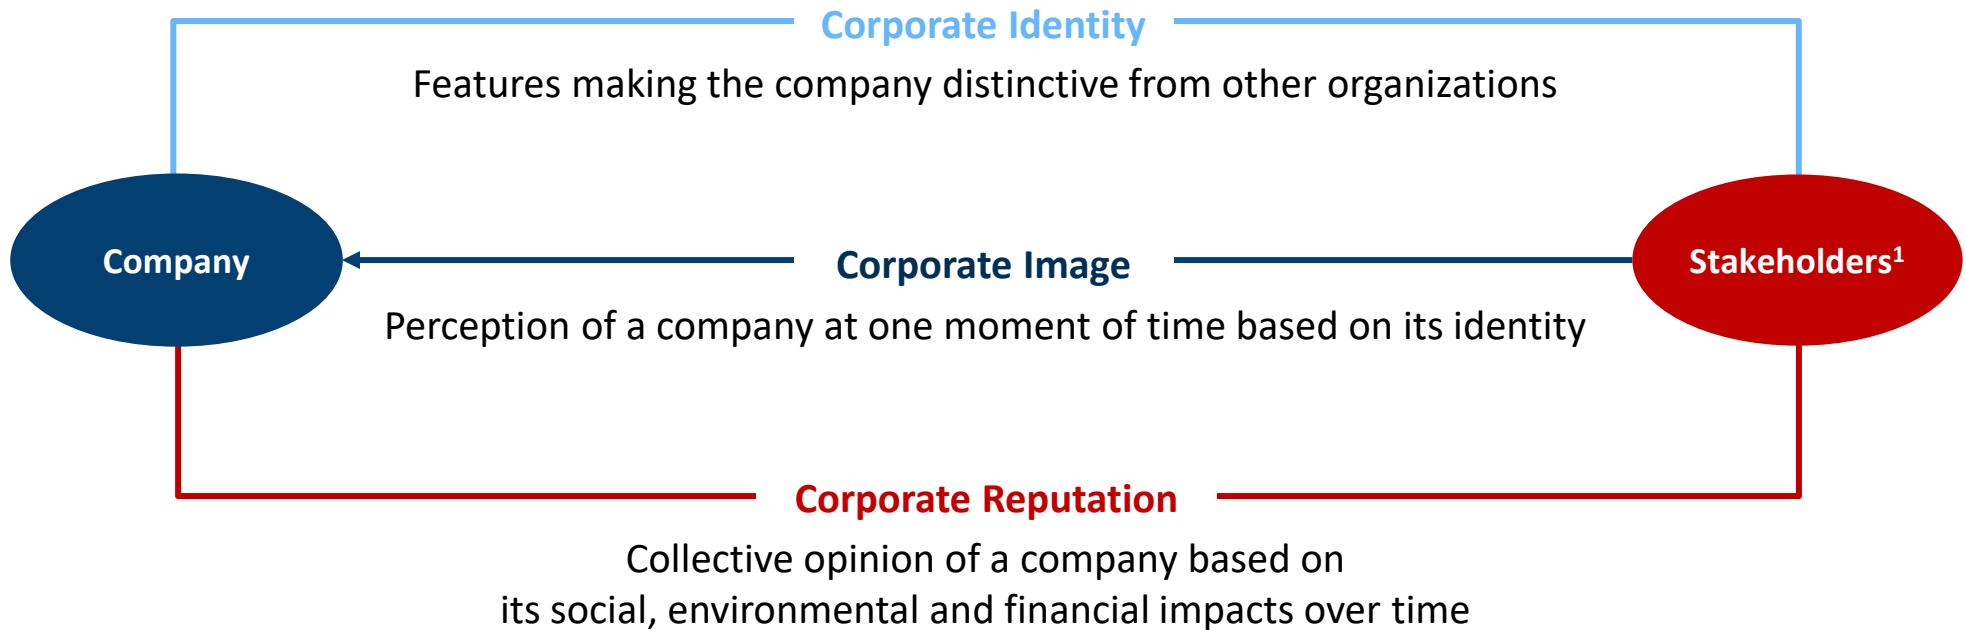 Corporate Identity
Features making the company distinctive from other organizations
Company
Corporate Image
Stakeholders¹
Perception of a company at one moment of time based on its identity
Corporate Reputation
Collective opinion of a company based on
its social, environmental and financial impacts over time